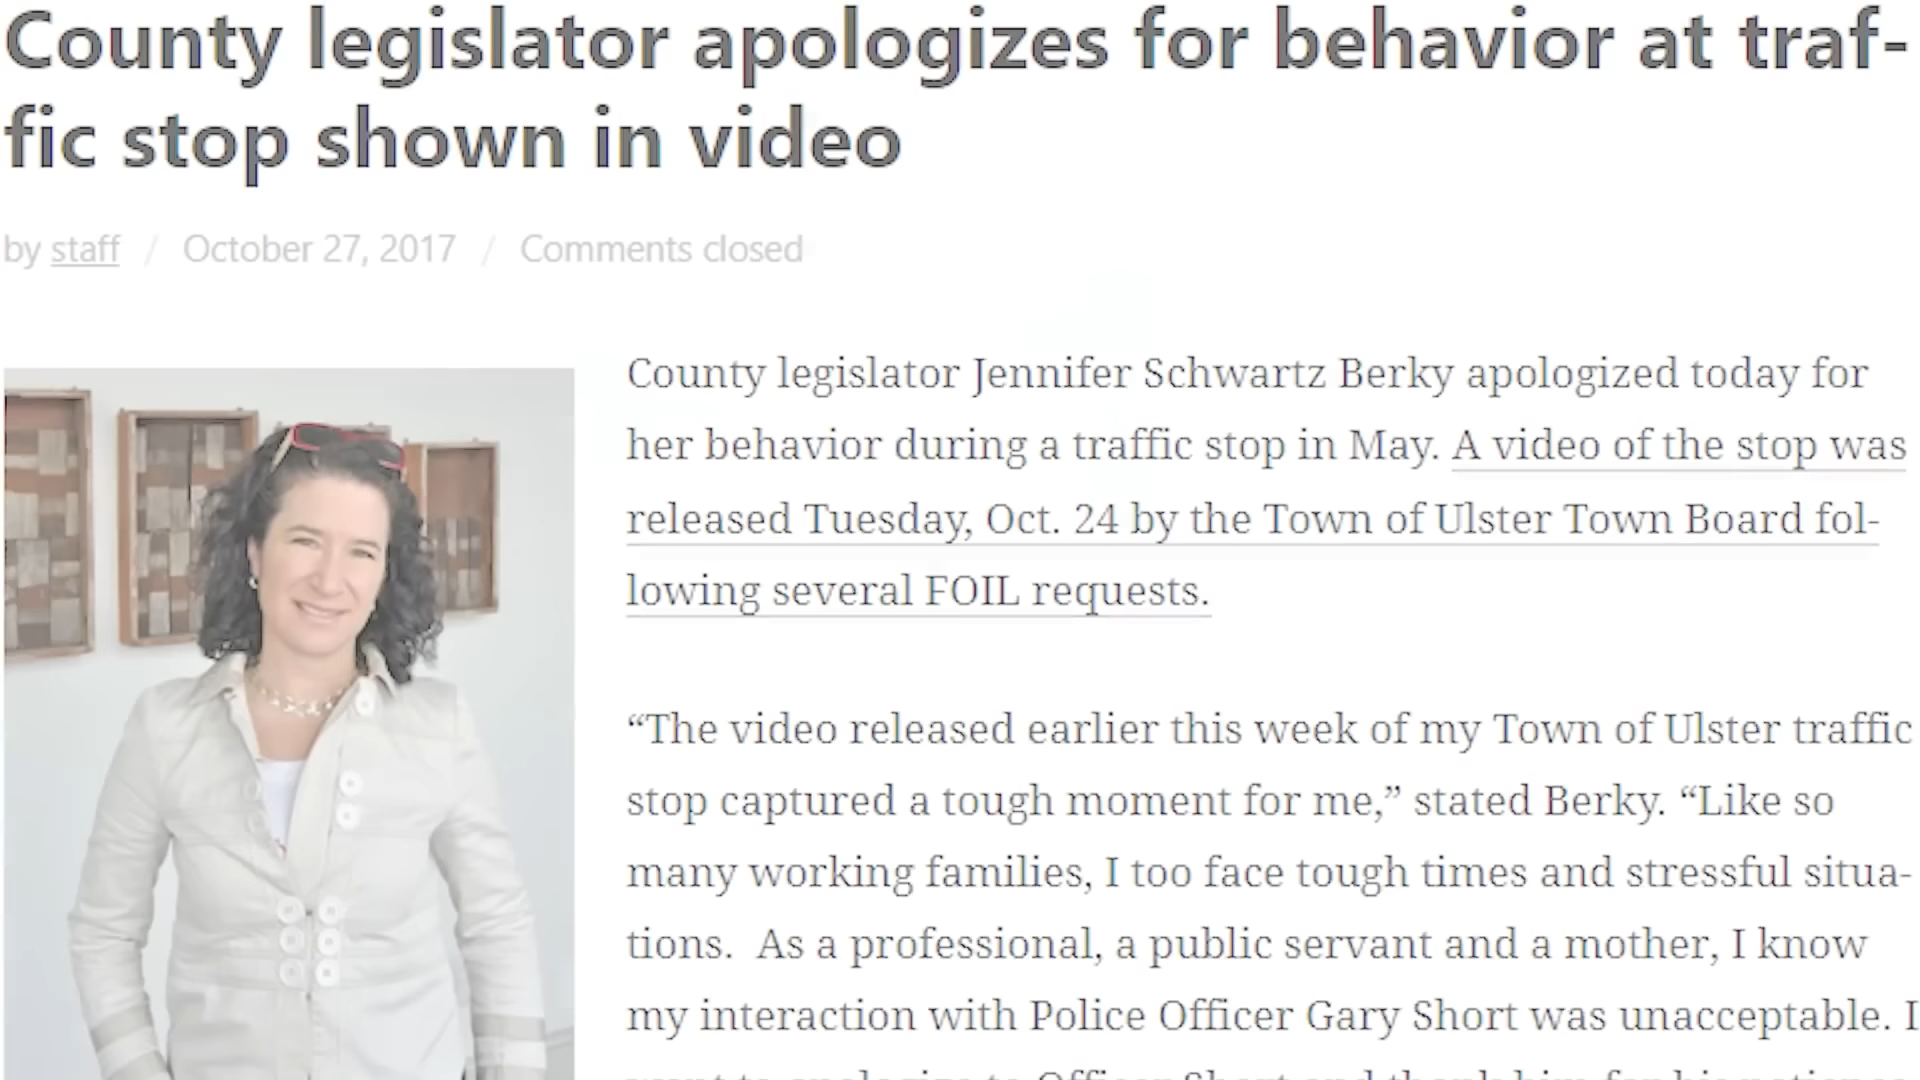 County legislator apologizes for behavior at traf-
fic stop shown in video
by staff / October 27, 2017 / Comments closed
County legislator Jennifer Schwartz Berky apologized today for
her behavior during a traffic stop in May. A video of the stop was
released Tuesday, Oct. 24 by the Town of Ulster Town Board fol-
lowing several FOIL requests.
“The video released earlier this week of my Town of Ulster traffic
stop captured a tough moment for me,” stated Berky. “Like so
many working families, I too face tough times and stressful situa-
tions.  As a professional, a public servant and a mother, I know
my interaction with Police Officer Gary Short was unacceptable. I